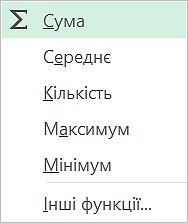 Σ Сума
Середнє
Кількість
Максимум
Мінімум
Інші функції...